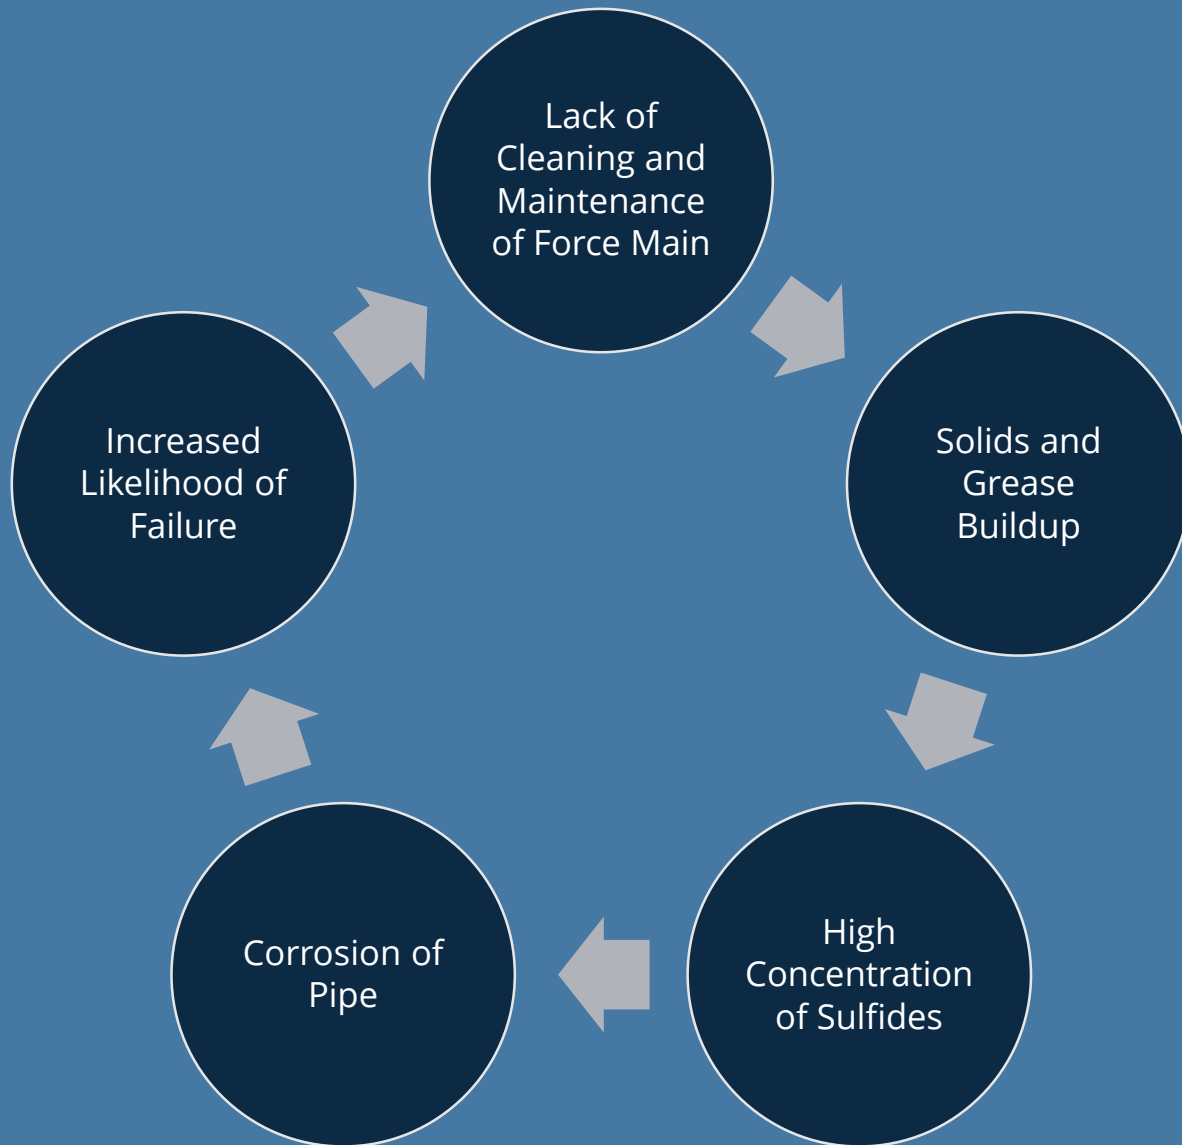 Lack of
Cleaning and
Maintenance
of Force Main
Solids and
Grease
Buildup
High
Concentration
of Sulfides
Corrosion of
Pipe
Increased
Likelihood of
Failure